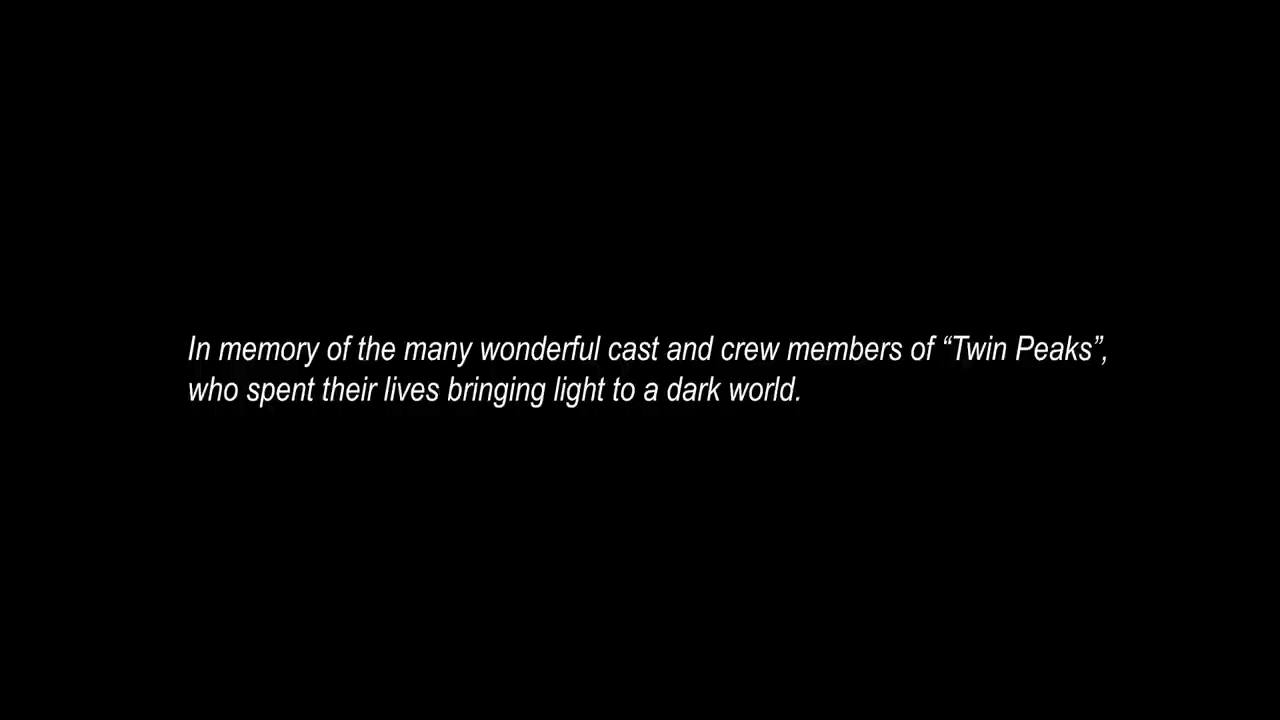 In memory of the many wonderful cast and crew members of “Twin Peaks”,
who spent their lives bringing light to a dark world.